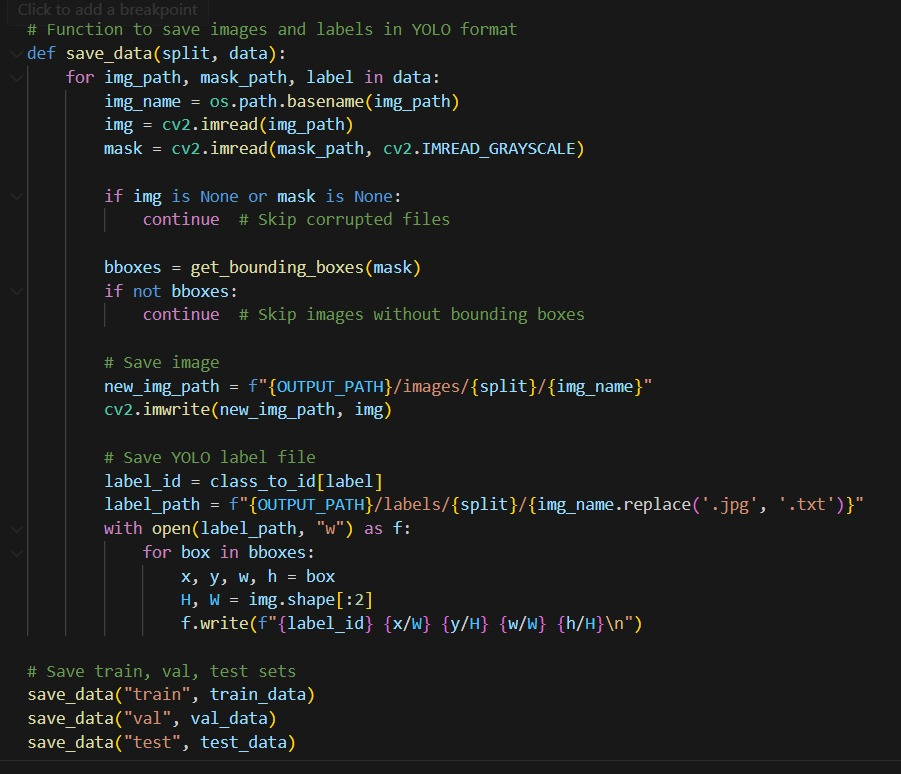 Click to add a breakpoint
# Function to save images and labels in YOLO format
def save_data(split, data):
    for img_path, mask_path, label in data:
        img_name = os.path.basename(img_path)
        img = cv2.imread(img_path)
        mask = cv2.imread(mask_path, cv2.IMREAD_GRAYSCALE)

        if img is None or mask is None:
            continue  # Skip corrupted files

        bboxes = get_bounding_boxes(mask)
        if not bboxes:
            continue  # Skip images without bounding boxes

        # Save image
        new_img_path = f"{OUTPUT_PATH}/images/{split}/{img_name}"
        cv2.imwrite(new_img_path, img)

        # Save YOLO label file
        label_id = class_to_id[label]
        label_path = f"{OUTPUT_PATH}/labels/{split}/{img_name.replace('.jpg', '.txt')}"
        with open(label_path, "w") as f:
            for box in bboxes:
                x, y, w, h = box
                H, W = img.shape[:2]
                f.write(f"{label_id} {x/W} {y/H} {w/W} {h/H}\n")

# Save train, val, test sets
save_data("train", train_data)
save_data("val", val_data)
save_data("test", test_data)